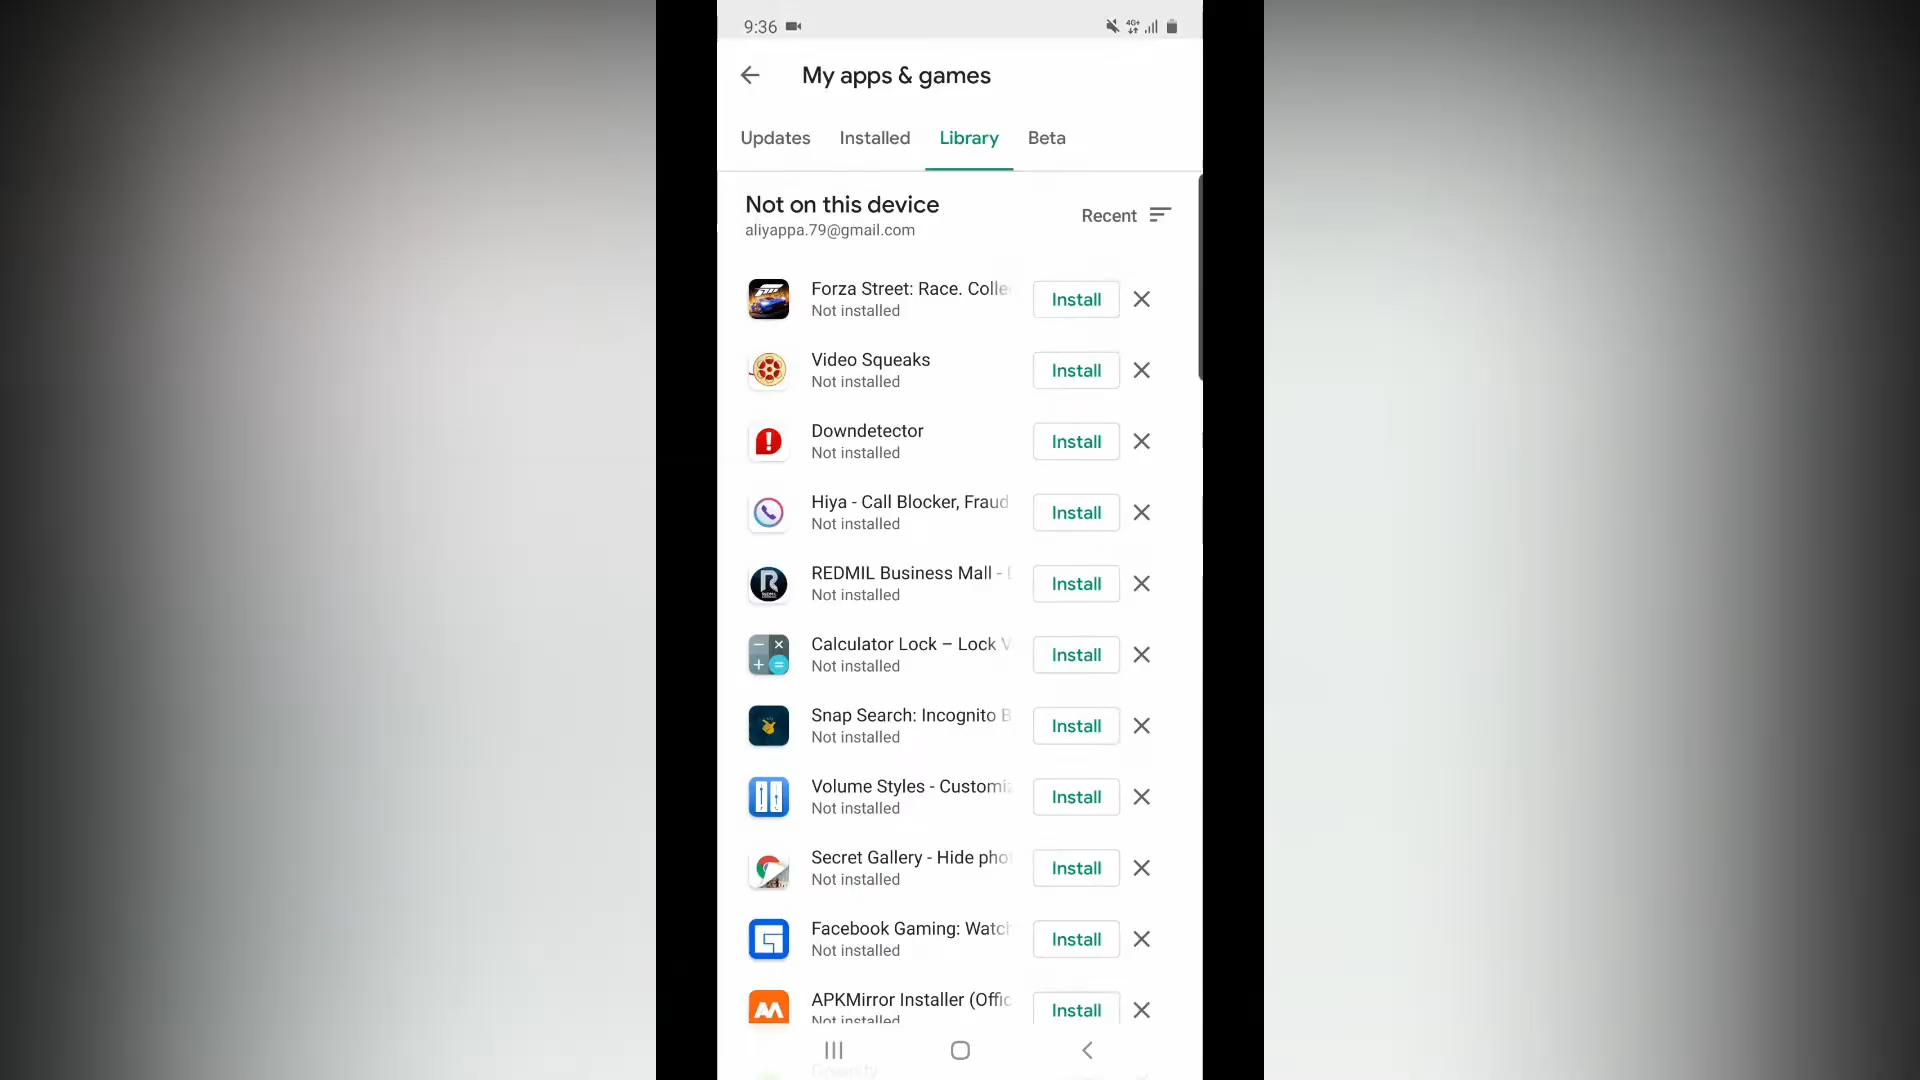 9:36
4G+
My apps & games
Updates Installed Library Beta
Not on this device
Recent
aliyappa.79@gmail.com
Forza Street: Race. Colle
Install
Not installed
Video Squeaks
Install
Not installed
Downdetector
Install
Not installed
Hiya - Call Blocker, Fraud
Install
Not installed
REDMIL Business Mall -
Install
Not installed
Calculator Lock – Lock V
Install
Not installed
Snap Search: Incognito B
Install
Not installed
Volume Styles - Customiz
Install
Not installed
Secret Gallery - Hide phot
Install
Not installed
Facebook Gaming: Watch
Install
Not installed
APKMirror Installer (Offic
Install
Not installed